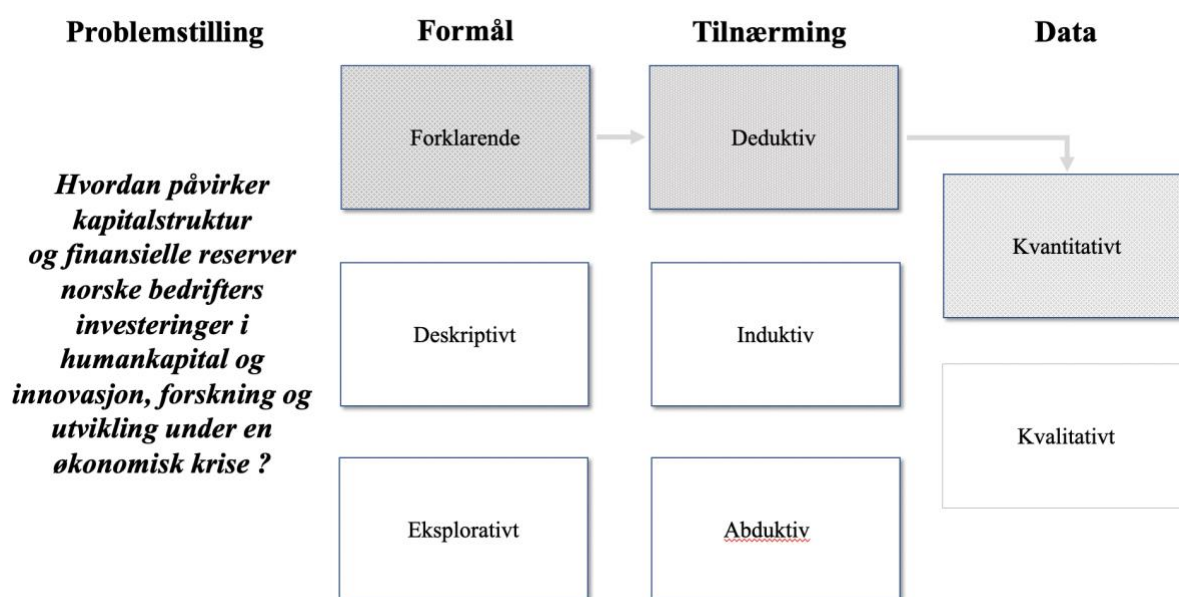 Problemstilling
Formål
Tilnærming
Data
Hvordan påvirker
kapitalstruktur
og finansielle reserver
norske bedrifters
investeringer i
humankapital og
innovasjon, forskning og
utvikling under en
økonomisk krise ?
Forklarende
Deskriptivt
Eksplorativt
Deduktiv
Induktiv
Abduktiv
Kvantitativt
Kvalitativt